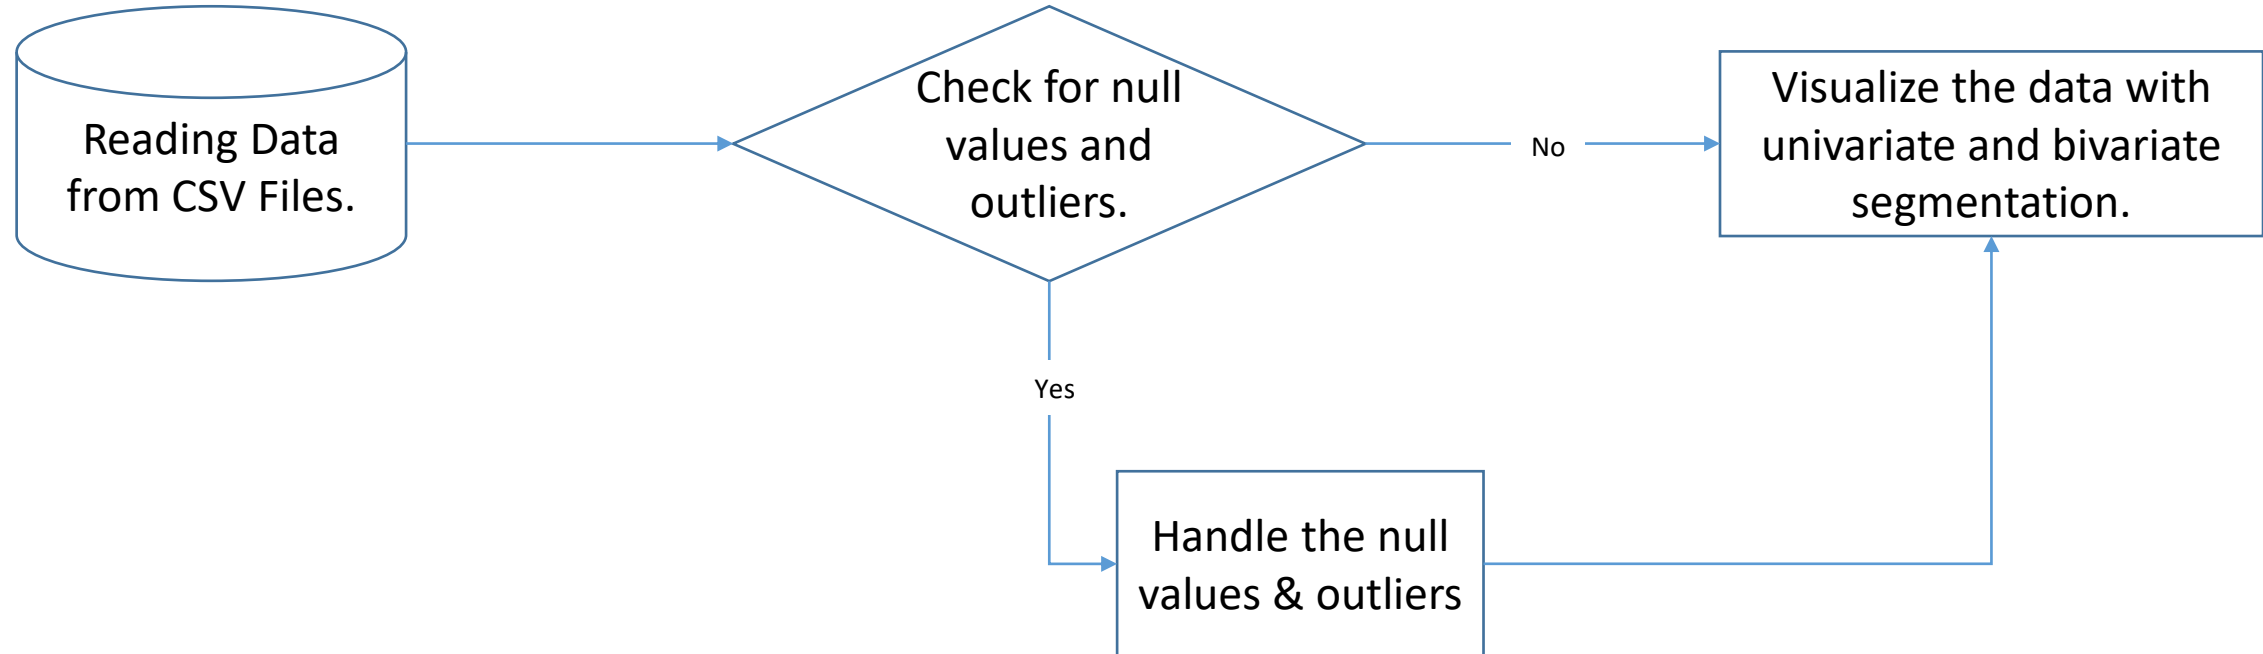 Reading Data
from CSV Files.
Check for null
values and
outliers.
No
Visualize the data with
univariate and bivariate
segmentation.
Yes
Handle the null
values & outliers